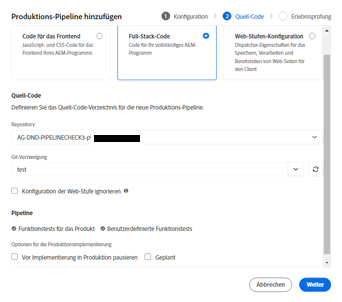 Produktions-Pipeline hinzufügen
1 Konfiguration
2 Quell-Code
3 Erlebnisprüfung
Code für das Frontend
JavaScript- und CSS-Code für das
Frontend Ihres AEM-
Programms
Full-Stack-Code
Code für Ihr vollständiges AEM-
Programm
Web-Stufen-Konfiguration
Dispatcher-Eigenschaften für das
Speichern, Verarbeiten und
Bereitstellen von Web-Seiten für
den Client
Quell-Code
Definieren Sie das Quell-Code-Verzeichnis für die neue Produktions-Pipeline.
Repository
AG-DND-PIPELINECHECK3-p
Git-Verzweigung
test
Konfiguration der Web-Stufe ignorieren
Pipeline
Funktionstests für das Produkt
Benutzerdefinierte Funktionstests
Optionen für die Produktionsimplementierung
Vor Implementierung in Produktion pausieren
Geplant
Abbrechen
Weiter